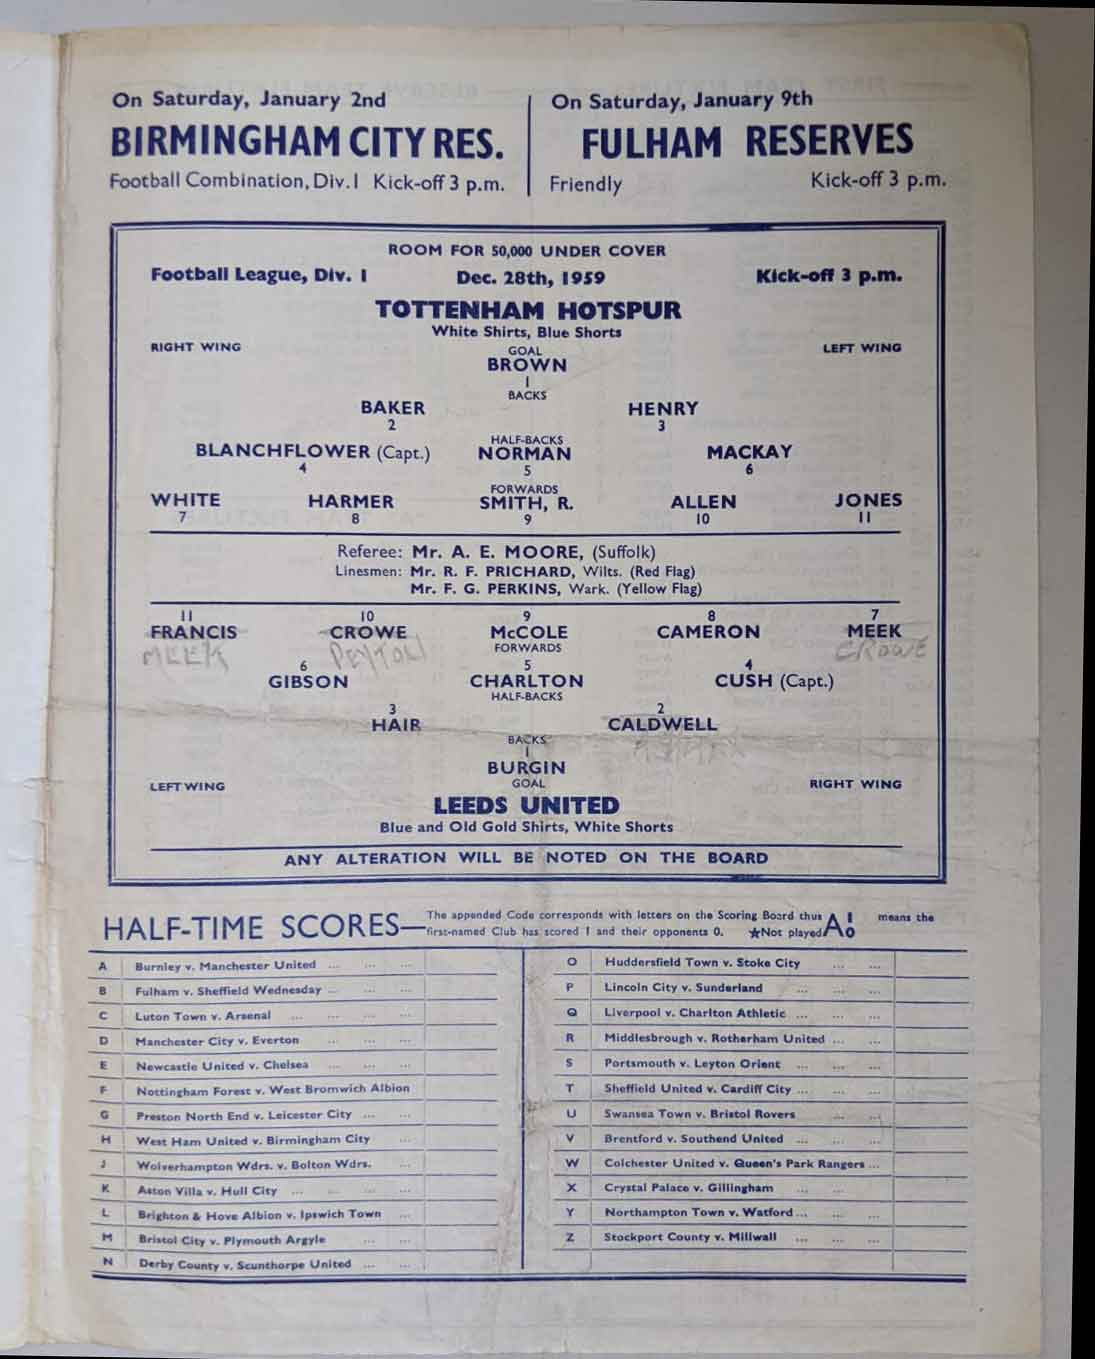 On Saturday, January 2nd
BIRMINGHAM CITY RES.
Football Combination, Div. 1 Kick-off 3 p.m.
On Saturday, January 9th
FULHAM RESERVES
Friendly Kick-off 3 p.m.
ROOM FOR 50,000 UNDER COVER
Football League, Div. 1 Dec. 28th, 1959 Kick-off 3 p.m.
TOTTENHAM HOTSPUR
White Shirts, Blue Shorts
RIGHT WING GOAL LEFT WING
BROWN
1
BACKS
BAKER HENRY
2 3
HALF-BACKS
BLANCHFLOWER (Capt.) NORMAN MACKAY
4 5 6
FORWARDS
WHITE HARMER SMITH, R. ALLEN JONES
7 8 9 10 11
Referee: Mr. A. E. MOORE, (Suffolk)
Linesmen: Mr. R. F. PRICHARD, Wilts. (Red Flag)
Mr. F. G. PERKINS, Wark. (Yellow Flag)
11 10 9 8 7
FRANCIS CROWE McCOLE CAMERON MEEK
FORWARDS
MEEK PEYTON CROWE
6 5 4
GIBSON CHARLTON CUSH (Capt.)
HALF-BACKS
3 2
HAIR CALDWELL
BACKS
1
BURGIN
LEFT WING GOAL RIGHT WING
LEEDS UNITED
Blue and Old Gold Shirts, White Shorts
ANY ALTERATION WILL BE NOTED ON THE BOARD
HALF-TIME SCORES—The appended Code corresponds with letters on the Scoring Board thus A 1 0 means the
first-named Club has scored 1 and their opponents 0. ★Not played
A Burnley v. Manchester United ... ... ...
B Fulham v. Sheffield Wednesday ... ... ...
C Luton Town v. Arsenal ... ... ... ...
D Manchester City v. Everton ... ... ...
E Newcastle United v. Chelsea ... ... ...
F Nottingham Forest v. West Bromwich Albion
G Preston North End v. Leicester City ... ...
H West Ham United v. Birmingham City ...
J Wolverhampton Wdrs. v. Bolton Wdrs. ...
K Aston Villa v. Hull City ... ... ... ...
L Brighton & Hove Albion v. Ipswich Town ...
M Bristol City v. Plymouth Argyle ... ...
N Derby County v. Scunthorpe United ... ...
O Huddersfield Town v. Stoke City ... ...
P Lincoln City v. Sunderland ... ... ...
Q Liverpool v. Charlton Athletic ... ... ...
R Middlesbrough v. Rotherham United ... ...
S Portsmouth v. Leyton Orient ... ... ...
T Sheffield United v. Cardiff City ... ... ...
U Swansea Town v. Bristol Rovers ... ...
V Brentford v. Southend United ... ... ...
W Colchester United v. Queen's Park Rangers ...
X Crystal Palace v. Gillingham ... ...
Y Northampton Town v. Watford ... ... ...
Z Stockport County v. Millwall ... ... ...